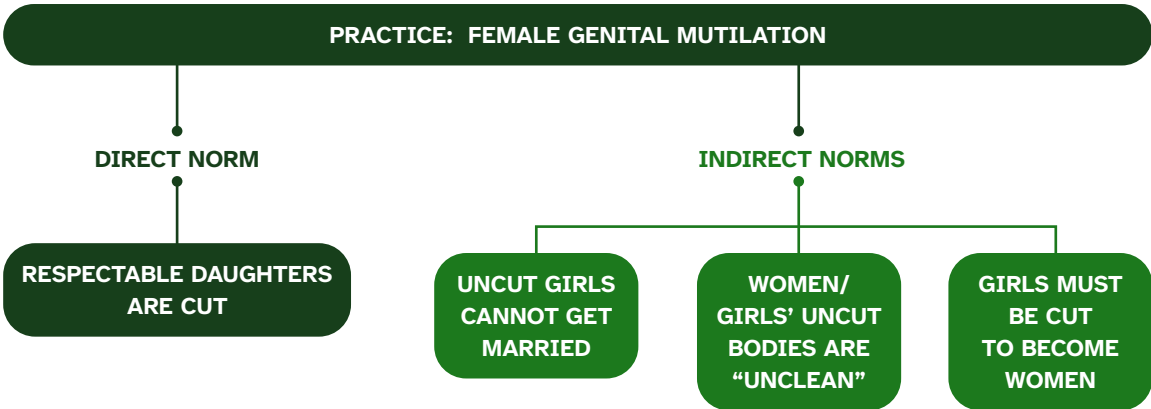 PRACTICE: FEMALE GENITAL MUTILATION
DIRECT NORM
RESPECTABLE DAUGHTERS
ARE CUT
INDIRECT NORMS
UNCUT GIRLS
CANNOT GET
MARRIED
WOMEN/
GIRLS’ UNCUT
BODIES ARE
“UNCLEAN”
GIRLS MUST
BE CUT
TO BECOME
WOMEN